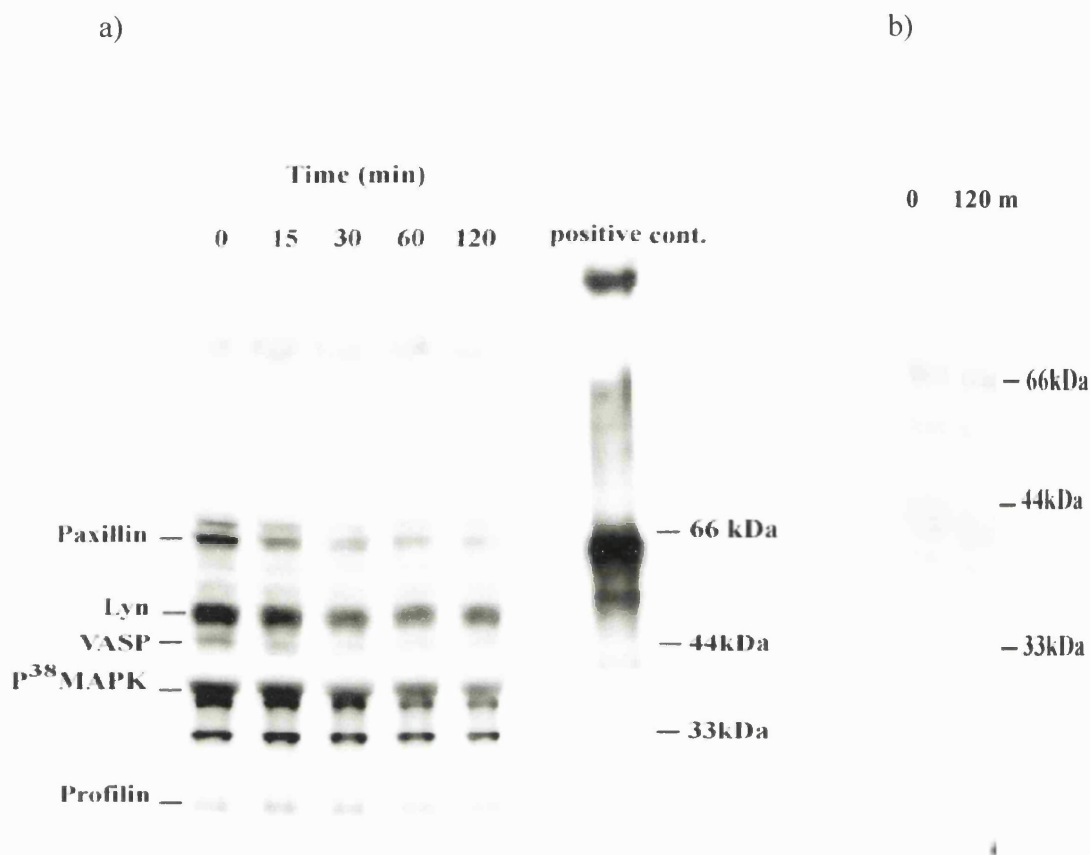 a)
b)
Time (min)
0 120 m
0 15 30 60 120 positive cont.
66kDa
44kDa
33kDa
Paxillin
66 kDa
Lyn
VASP
44kDa
P³⁸MAPK
33kDa
Profilin